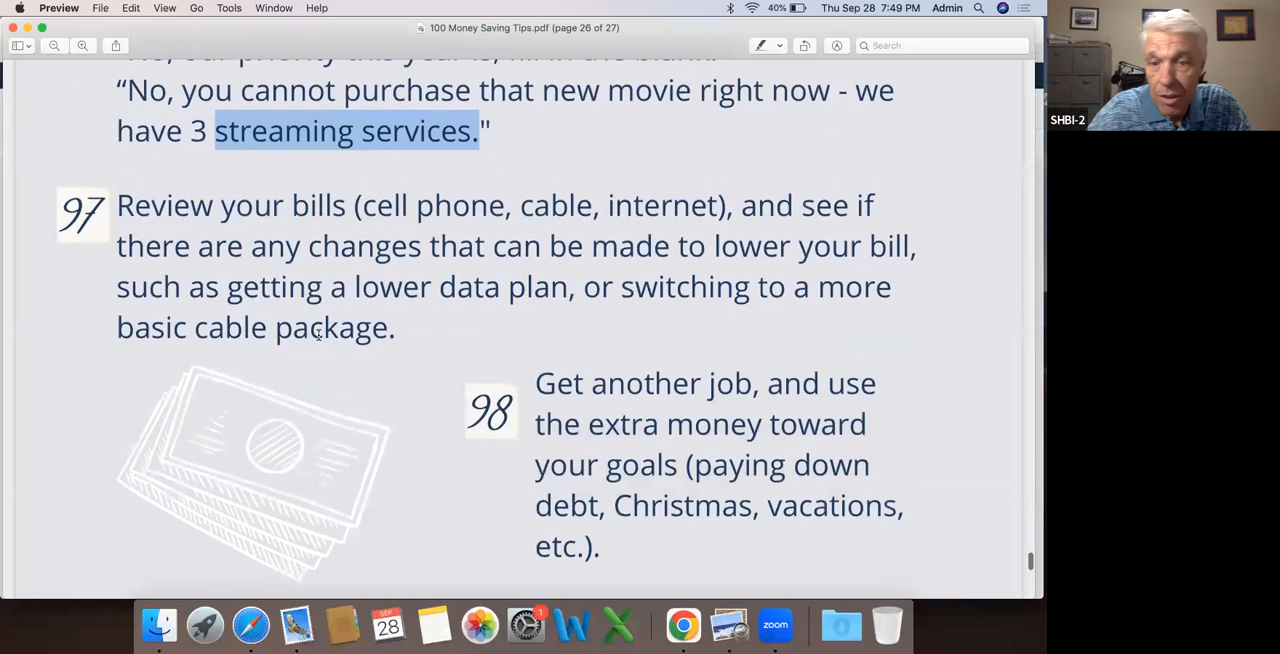 Preview File Edit View Go Tools Window Help 40% Thu Sep 28 7:49 PM Admin
100 Money Saving Tips.pdf (page 26 of 27)
Search
“No, you cannot purchase that new movie right now - we
have 3 streaming services."
97 Review your bills (cell phone, cable, internet), and see if
there are any changes that can be made to lower your bill,
such as getting a lower data plan, or switching to a more
basic cable package.
98 Get another job, and use
the extra money toward
your goals (paying down
debt, Christmas, vacations,
etc.).
SHBI-2
SEP
28
1
zoom